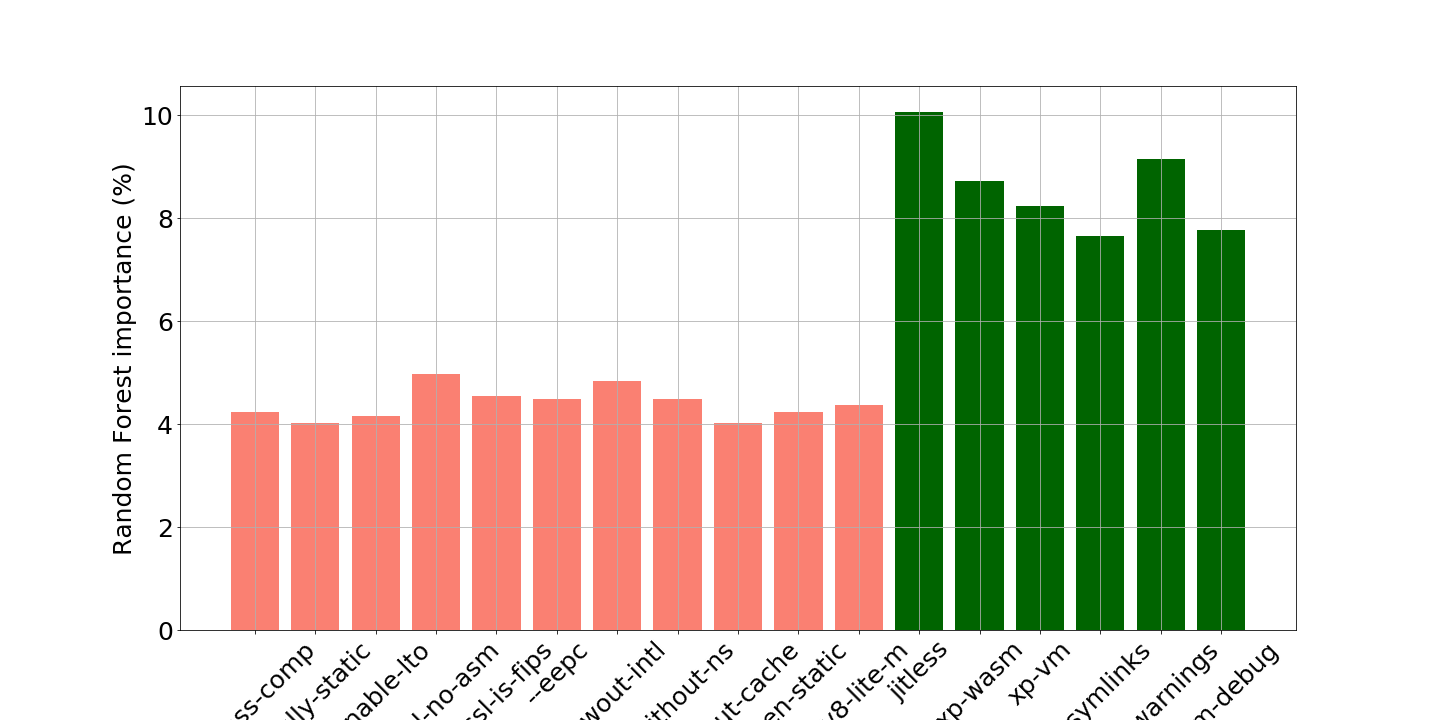 Random Forest importance (%)
10
8
6
4
2
0
ss-comp
lly-static
nable-lto
l-no-asm
ssl-is-fips
--eepc
wout-intl
ithout-ns
ut-cache
en-static
v8-lite-m
jitless
xp-wasm
xp-vm
symlinks
warnings
m-debug